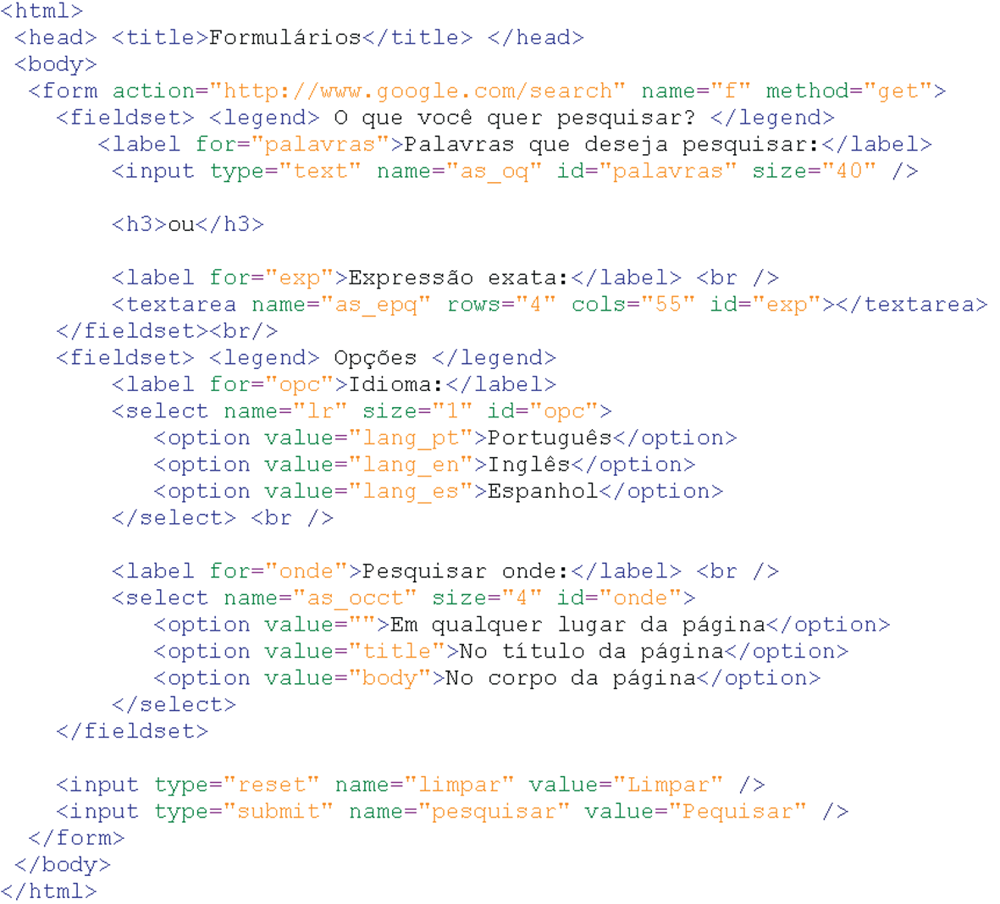 <html>
<head> <title>Formulários</title> </head>
<body>
<form action="http://www.google.com/search" name="f" method="get">
<fieldset> <legend> O que você quer pesquisar? </legend>
<label for="palavras">Palavras que deseja pesquisar:</label>
<input type="text" name="as_oq" id="palavras" size="40" />
<h3>ou</h3>
<label for="exp">Expressão exata:</label> <br />
<textarea name="as_epq" rows="4" cols="55" id="exp"></textarea>
</fieldset><br/>
<fieldset> <legend> Opções </legend>
<label for="opc">Idioma:</label>
<select name="lr" size="1" id="opc">
<option value="lang_pt">Português</option>
<option value="lang_en">Inglês</option>
<option value="lang_es">Espanhol</option>
</select> <br />
<label for="onde">Pesquisar onde:</label> <br />
<select name="as_occt" size="4" id="onde">
<option value="">Em qualquer lugar da página</option>
<option value="title">No título da página</option>
<option value="body">No corpo da página</option>
</select>
</fieldset>
<input type="reset" name="limpar" value="Limpar" />
<input type="submit" name="pesquisar" value="Pequisar" />
</form>
</body>
</html>